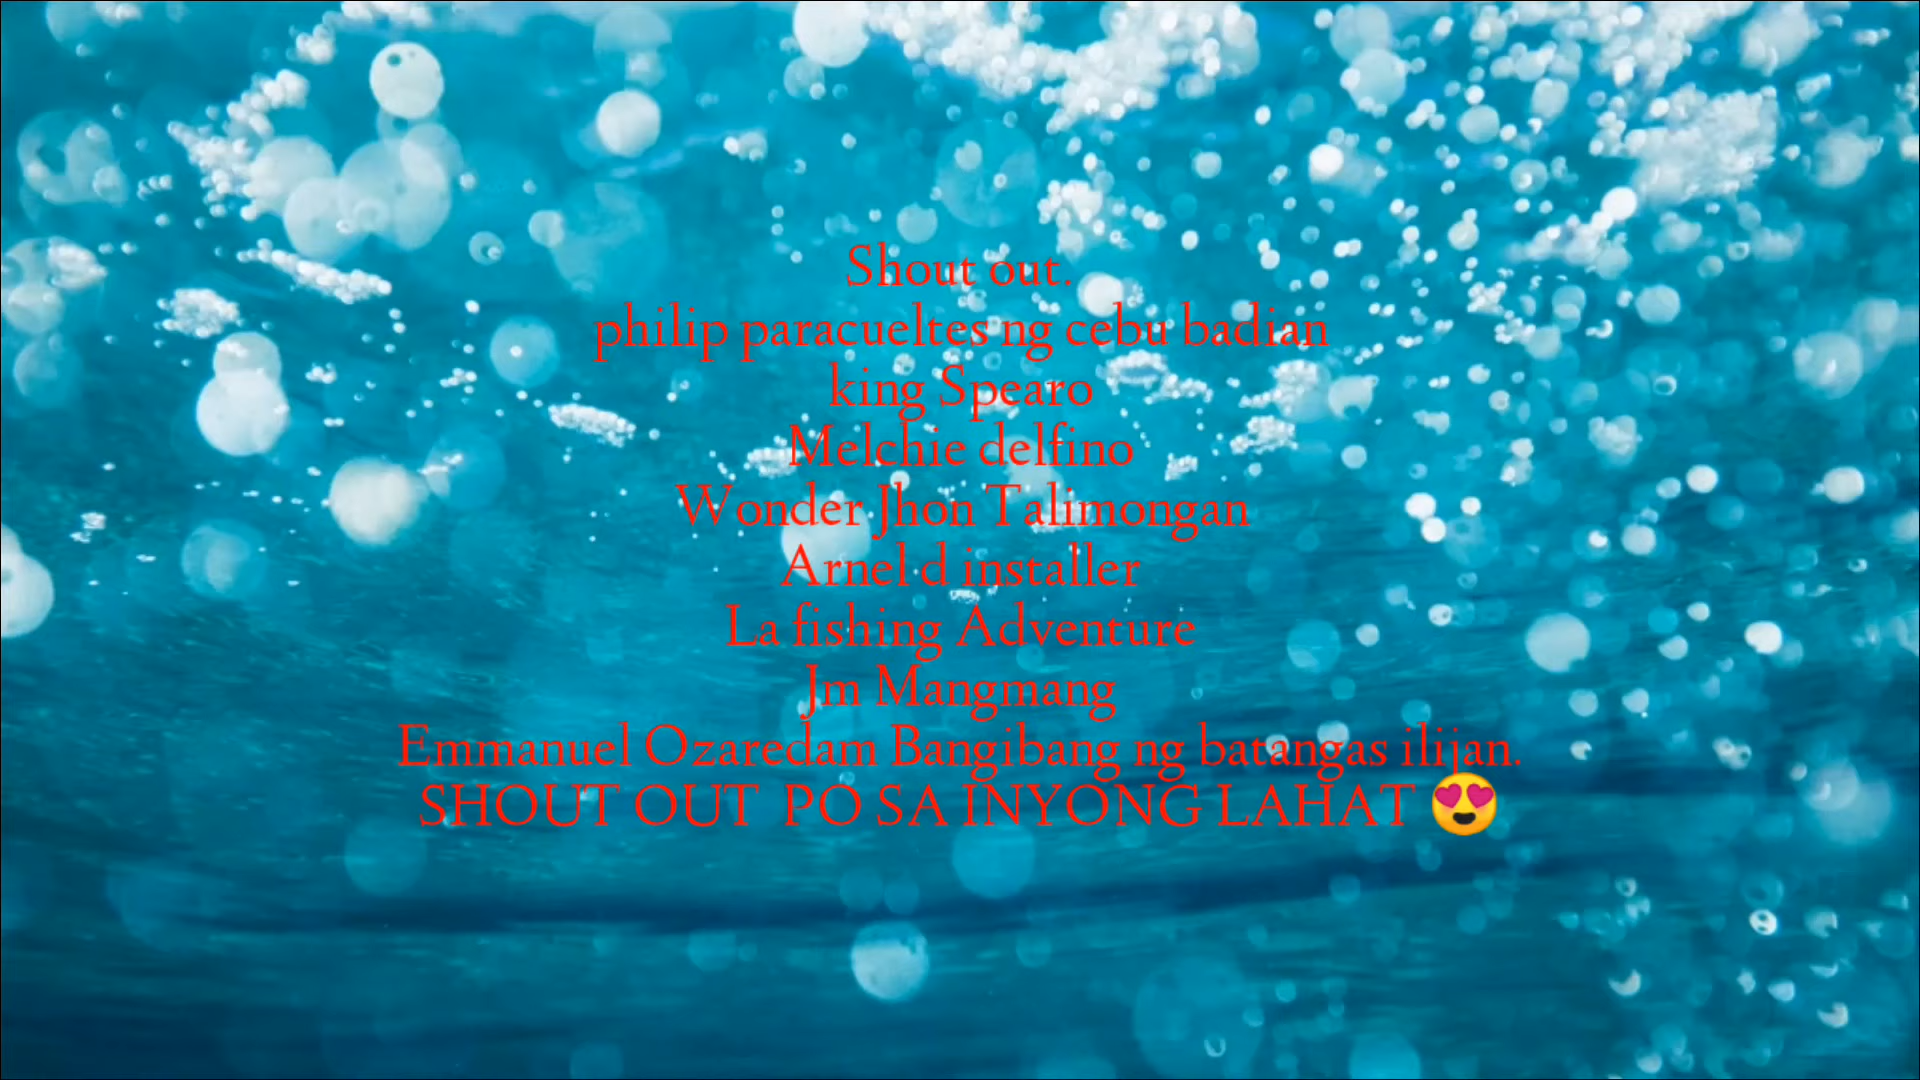 Shout out.
philip paracueltes ng cebu badian
king Spearo
Melchie delfino
Wonder Jhon Talimongan
Arnel d installer
La fishing Adventure
Jm Mangmang
Emmanuel Ozaredam Bangibang ng batangas ilijan.
SHOUT OUT PO SA INYONG LAHAT 😍